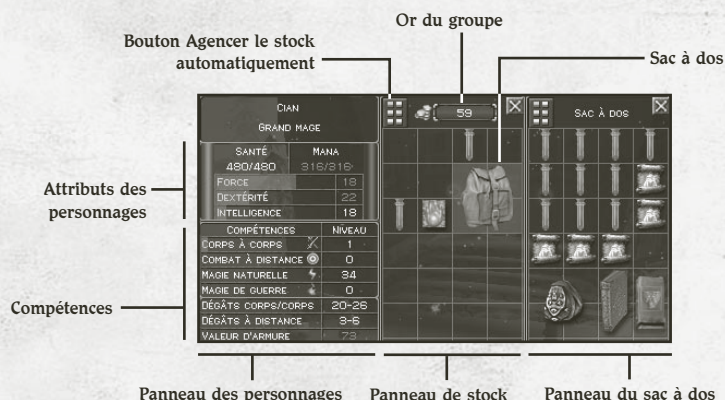 Or du groupe
Bouton Agencer le stock
automatiquement
Sac à dos
CIAN
GRAND MAGE
59
SAC À DOS
SANTÉ MANA
480/480 316/316
FORCE 18
DEXTÉRITÉ 22
INTELLIGENCE 18
Attributs des
personnages
COMPÉTENCES NIVEAU
CORPS À CORPS 1
COMBAT À DISTANCE 0
MAGIE NATURELLE 34
MAGIE DE GUERRE 0
DÉGÂTS CORPS/CORPS 20-26
DÉGÂTS À DISTANCE 3-6
VALEUR D'ARMURE 73
Compétences
Panneau des personnages
Panneau de stock
Panneau du sac à dos